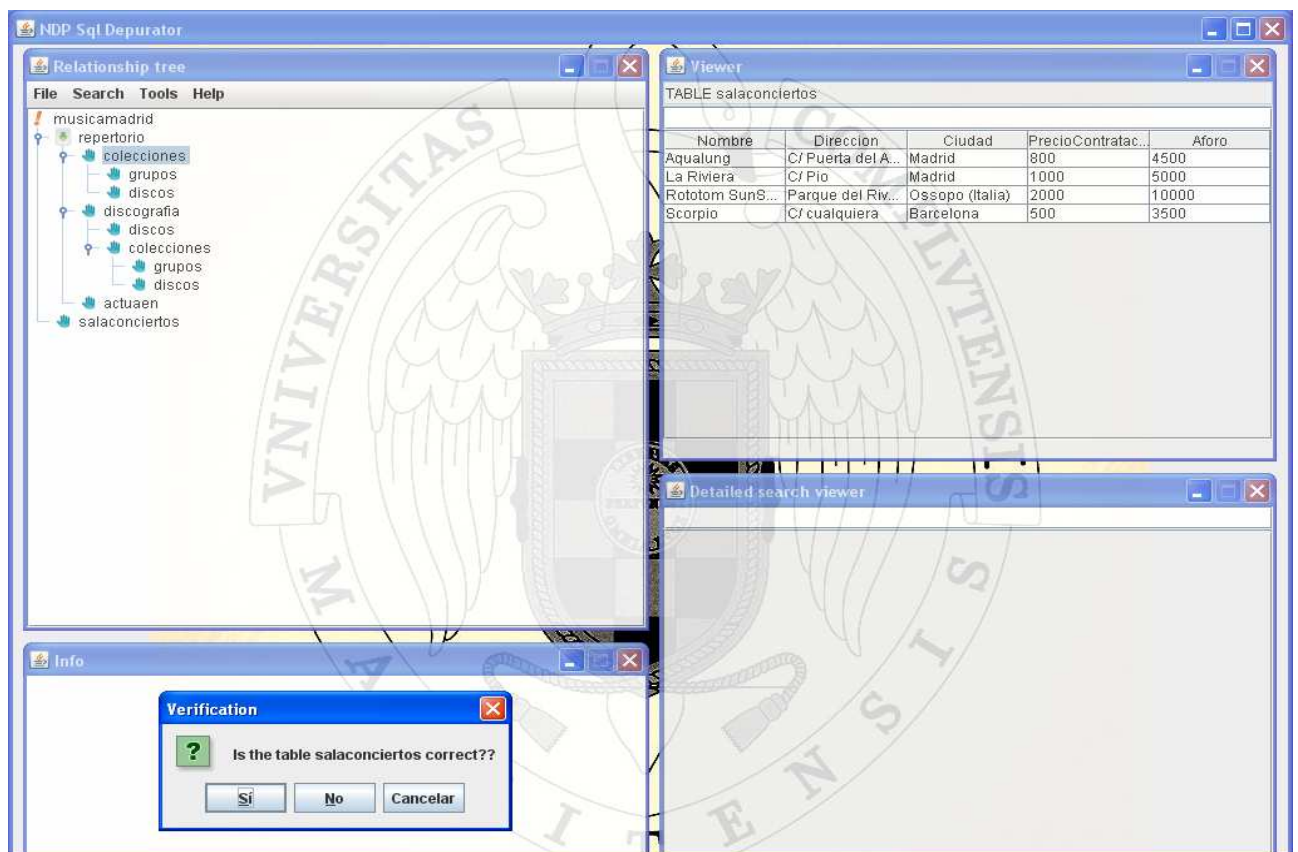 NDP Sql Depurator
Relationship tree
File Search Tools Help
musicamadrid
repertorio
colecciones
grupos
discos
discografia
discos
colecciones
grupos
discos
actuaen
salaconciertos
Viewer
TABLE salaconciertos
Nombre Direccion Ciudad PrecioContratac... Aforo
Aqualung C/ Puerta del A... Madrid 800 4500
La Riviera C/ Pio Madrid 1000 5000
Rototom SunS... Parque del Riv... Ossopo (Italia) 2000 10000
Scorpio C/ cualquiera Barcelona 500 3500
Detailed search viewer
Info
Verification
Is the table salaconciertos correct??
Sí No Cancelar